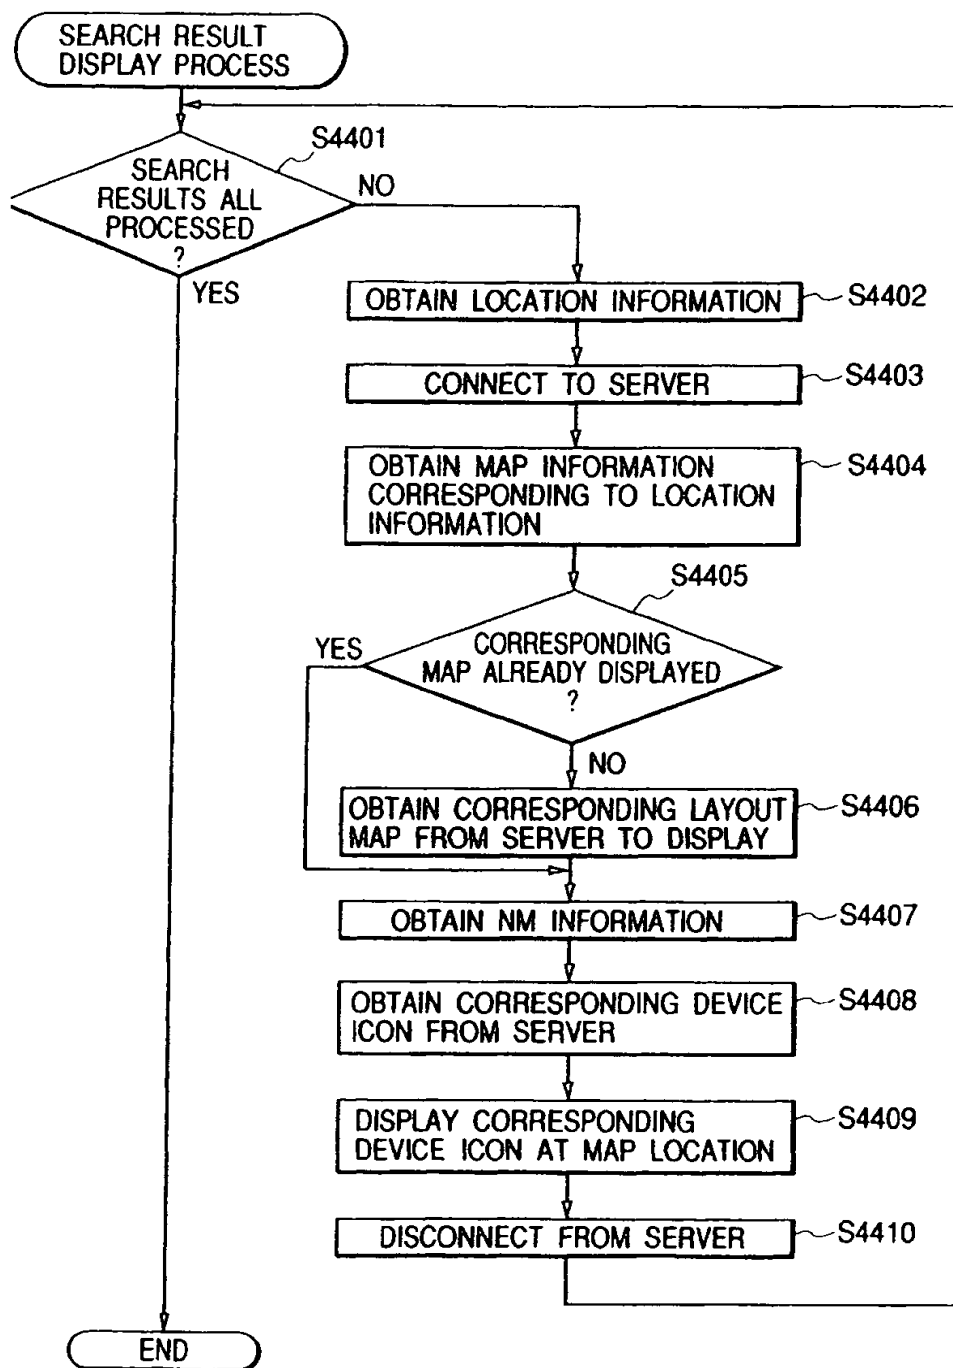 SEARCH RESULT
DISPLAY PROCESS
S4401
SEARCH
RESULTS ALL
PROCESSED
?
NO
YES
OBTAIN LOCATION INFORMATION
S4402
CONNECT TO SERVER
S4403
OBTAIN MAP INFORMATION
CORRESPONDING TO LOCATION
INFORMATION
S4404
S4405
YES
CORRESPONDING
MAP ALREADY DISPLAYED
?
NO
OBTAIN CORRESPONDING LAYOUT
MAP FROM SERVER TO DISPLAY
S4406
OBTAIN NM INFORMATION
S4407
OBTAIN CORRESPONDING DEVICE
ICON FROM SERVER
S4408
DISPLAY CORRESPONDING
DEVICE ICON AT MAP LOCATION
S4409
DISCONNECT FROM SERVER
S4410
END